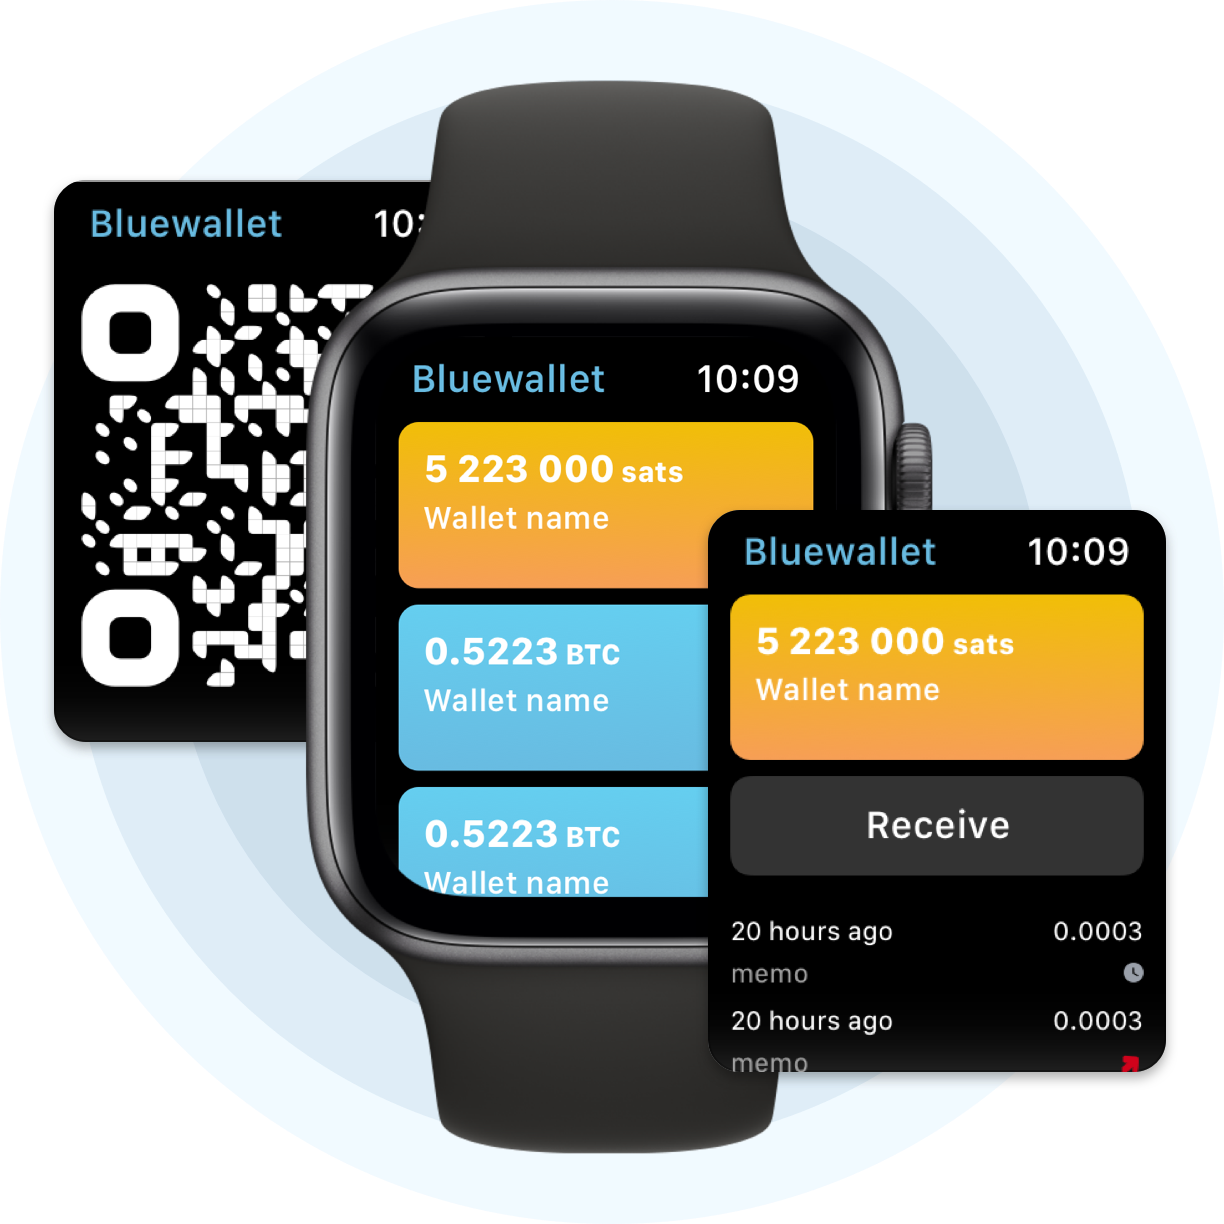 Bluewallet 10:
Bluewallet 10:09
5 223 000 sats
Wallet name
0.5223 BTC
Wallet name
0.5223 BTC
Wallet name
Bluewallet 10:09
5 223 000 sats
Wallet name
Receive
20 hours ago 0.0003
memo
20 hours ago 0.0003
memo